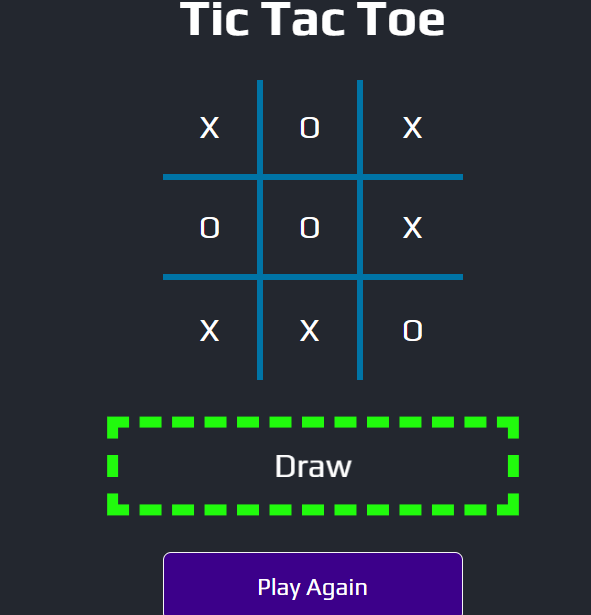 Tic Tac Toe
X O X
O O X
X X O
Draw
Play Again